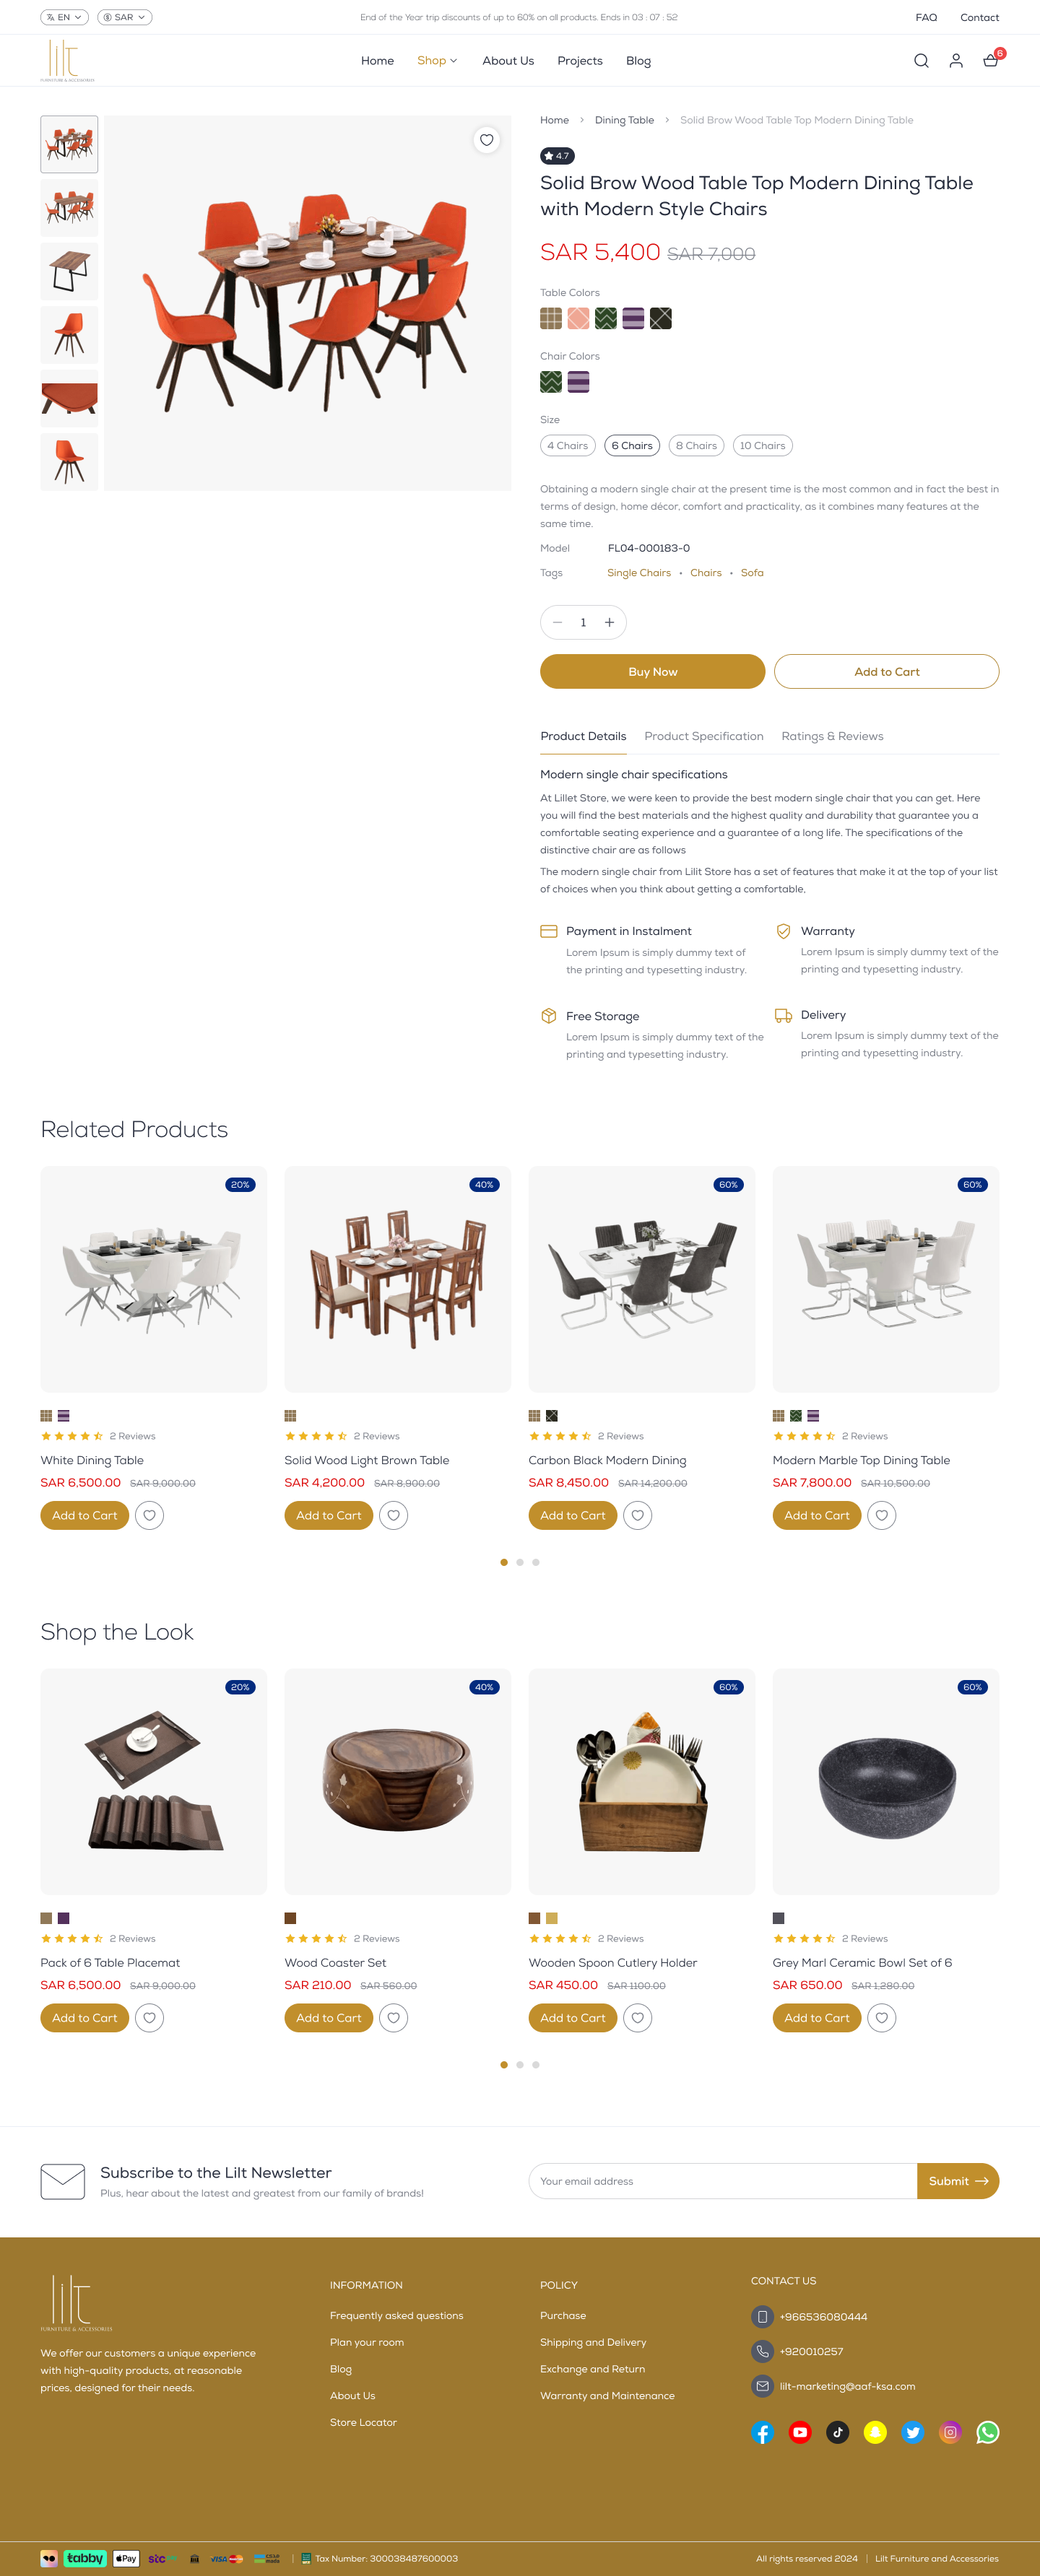 EN
SAR
End of the Year trip discounts of up to 60% on all products. Ends in 03 : 07 : 52
FAQ
Contact
lilt
FURNITURE & ACCESSORIES
Home
Shop
About Us
Projects
Blog
6
Home
Dining Table
Solid Brow Wood Table Top Modern Dining Table
4.7
Solid Brow Wood Table Top Modern Dining Table
with Modern Style Chairs
SAR 5,400 SAR 7,000
Table Colors
Chair Colors
Size
4 Chairs
6 Chairs
8 Chairs
10 Chairs
Obtaining a modern single chair at the present time is the most common and in fact the best in
terms of design, home décor, comfort and practicality, as it combines many features at the
same time.
Model FL04-000183-0
Tags Single Chairs • Chairs • Sofa
1
Buy Now
Add to Cart
Product Details
Product Specification
Ratings & Reviews
Modern single chair specifications
At Lillet Store, we were keen to provide the best modern single chair that you can get. Here
you will find the best materials and the highest quality and durability that guarantee you a
comfortable seating experience and a guarantee of a long life. The specifications of the
distinctive chair are as follows
The modern single chair from Lilit Store has a set of features that make it at the top of your list
of choices when you think about getting a comfortable,
Payment in Instalment
Lorem Ipsum is simply dummy text of
the printing and typesetting industry.
Warranty
Lorem Ipsum is simply dummy text of the
printing and typesetting industry.
Free Storage
Lorem Ipsum is simply dummy text of the
printing and typesetting industry.
Delivery
Lorem Ipsum is simply dummy text of the
printing and typesetting industry.
Related Products
20%
40%
60%
60%
2 Reviews
2 Reviews
2 Reviews
2 Reviews
White Dining Table
Solid Wood Light Brown Table
Carbon Black Modern Dining
Modern Marble Top Dining Table
SAR 6,500.00 SAR 9,000.00
SAR 4,200.00 SAR 8,900.00
SAR 8,450.00 SAR 14,200.00
SAR 7,800.00 SAR 10,500.00
Add to Cart
Add to Cart
Add to Cart
Add to Cart
Shop the Look
20%
40%
60%
60%
2 Reviews
2 Reviews
2 Reviews
2 Reviews
Pack of 6 Table Placemat
Wood Coaster Set
Wooden Spoon Cutlery Holder
Grey Marl Ceramic Bowl Set of 6
SAR 6,500.00 SAR 9,000.00
SAR 210.00 SAR 560.00
SAR 450.00 SAR 1100.00
SAR 650.00 SAR 1,280.00
Add to Cart
Add to Cart
Add to Cart
Add to Cart
Subscribe to the Lilt Newsletter
Plus, hear about the latest and greatest from our family of brands!
Your email address
Submit
lilt
FURNITURE & ACCESSORIES
We offer our customers a unique experience
with high-quality products, at reasonable
prices, designed for their needs.
INFORMATION
Frequently asked questions
Plan your room
Blog
About Us
Store Locator
POLICY
Purchase
Shipping and Delivery
Exchange and Return
Warranty and Maintenance
CONTACT US
+966536080444
+920010257
lilt-marketing@aaf-ksa.com
tabby
Pay
stc
VISA
mada
Tax Number: 300038487600003
All rights reserved 2024
Lilt Furniture and Accessories